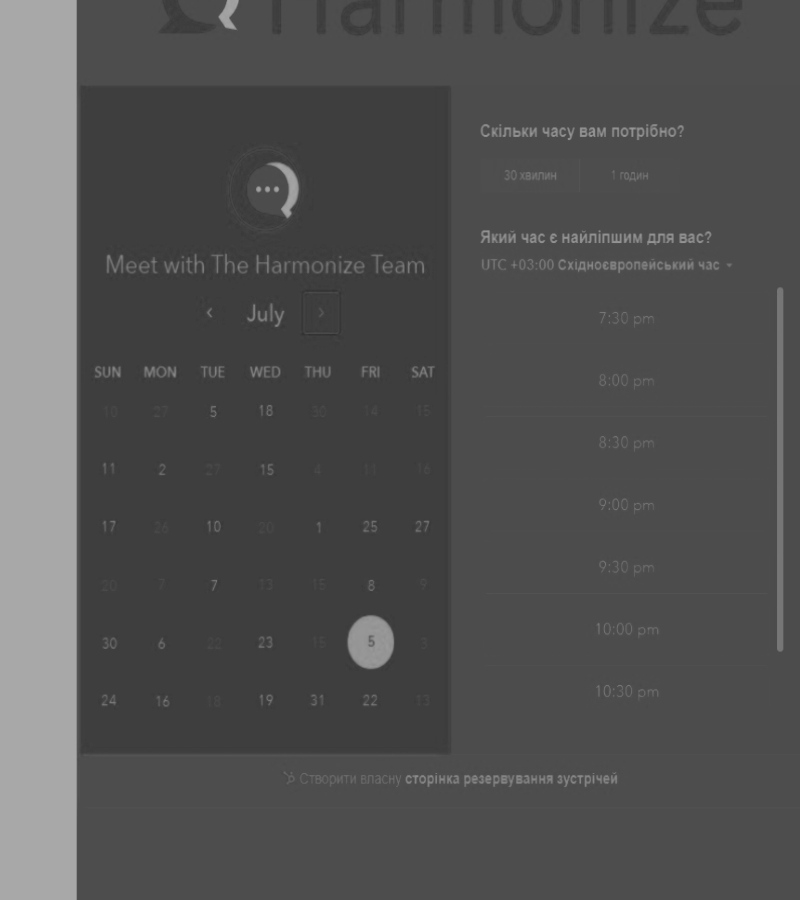 Harmonize
Meet with The Harmonize Team
July
SUN MON TUE WED THU FRI SAT
10 27 5 18 30 14 15
11 2 27 15 4 11 16
17 26 10 20 1 25 27
20 7 7 13 15 8 9
30 6 22 23 15 5 3
24 16 18 19 31 22 13
Скільки часу вам потрібно?
30 хвилин 1 годин
Який час є найліпшим для вас?
UTC +03:00 Східноєвропейський час
7:30 pm
8:00 pm
8:30 pm
9:00 pm
9:30 pm
10:00 pm
10:30 pm
Створити власну сторінка резервування зустрічей